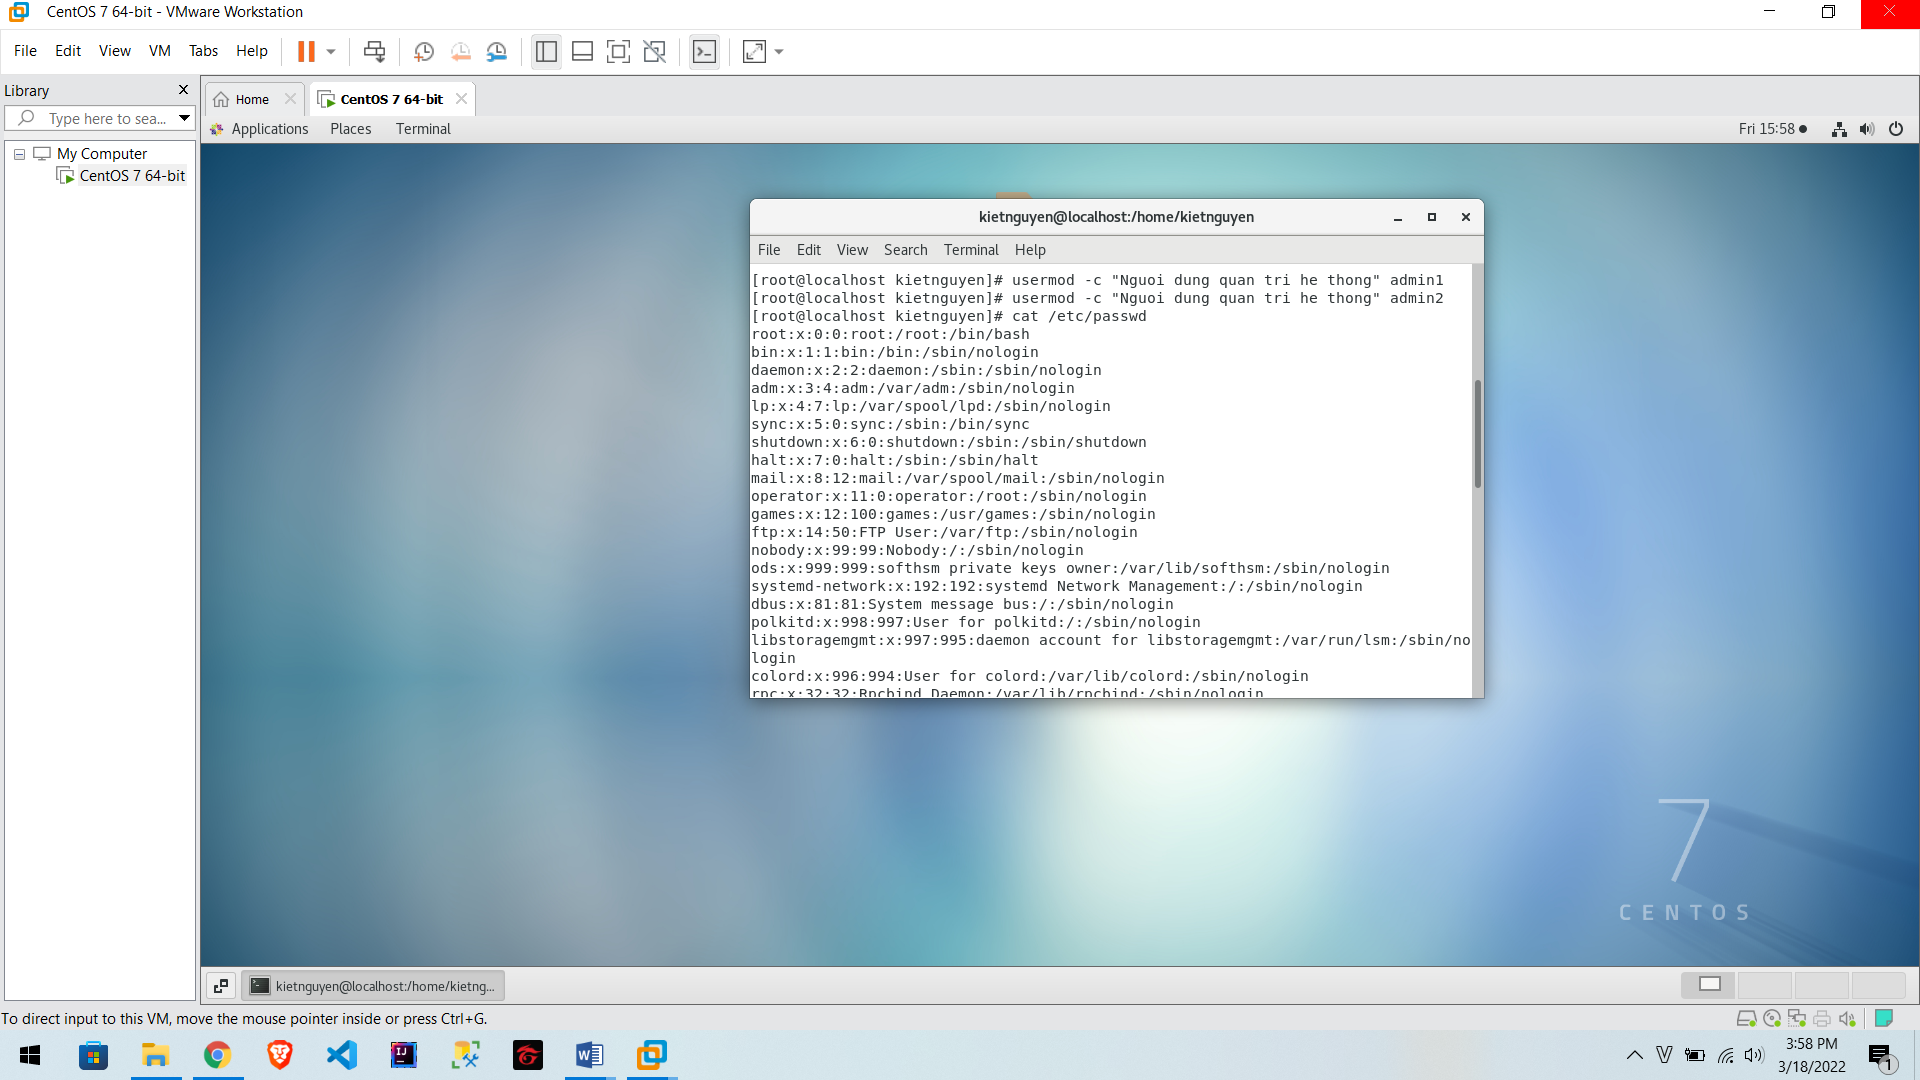 CentOS 7 64-bit - VMware Workstation
File Edit View VM Tabs Help
Library
Home
CentOS 7 64-bit
Type here to sea...
Applications Places Terminal
Fri 15:58
My Computer
CentOS 7 64-bit
kietnguyen@localhost:/home/kietnguyen
File Edit View Search Terminal Help
[root@localhost kietnguyen]# usermod -c "Nguoi dung quan tri he thong" admin1
[root@localhost kietnguyen]# usermod -c "Nguoi dung quan tri he thong" admin2
[root@localhost kietnguyen]# cat /etc/passwd
root:x:0:0:root:/root:/bin/bash
bin:x:1:1:bin:/bin:/sbin/nologin
daemon:x:2:2:daemon:/sbin:/sbin/nologin
adm:x:3:4:adm:/var/adm:/sbin/nologin
lp:x:4:7:lp:/var/spool/lpd:/sbin/nologin
sync:x:5:0:sync:/sbin:/bin/sync
shutdown:x:6:0:shutdown:/sbin:/sbin/shutdown
halt:x:7:0:halt:/sbin:/sbin/halt
mail:x:8:12:mail:/var/spool/mail:/sbin/nologin
operator:x:11:0:operator:/root:/sbin/nologin
games:x:12:100:games:/usr/games:/sbin/nologin
ftp:x:14:50:FTP User:/var/ftp:/sbin/nologin
nobody:x:99:99:Nobody:/:/sbin/nologin
ods:x:999:999:softhsm private keys owner:/var/lib/softhsm:/sbin/nologin
systemd-network:x:192:192:systemd Network Management:/:/sbin/nologin
dbus:x:81:81:System message bus:/:/sbin/nologin
polkitd:x:998:997:User for polkitd:/:/sbin/nologin
libstoragemgmt:x:997:995:daemon account for libstoragemgmt:/var/run/lsm:/sbin/no
login
colord:x:996:994:User for colord:/var/lib/colord:/sbin/nologin
rpc:x:32:32:Rpcbind Daemon:/var/lib/rpcbind:/sbin/nologin
7
CENTOS
kietnguyen@localhost:/home/kietng...
To direct input to this VM, move the mouse pointer inside or press Ctrl+G.
IJ
W
V
3:58 PM
3/18/2022
1